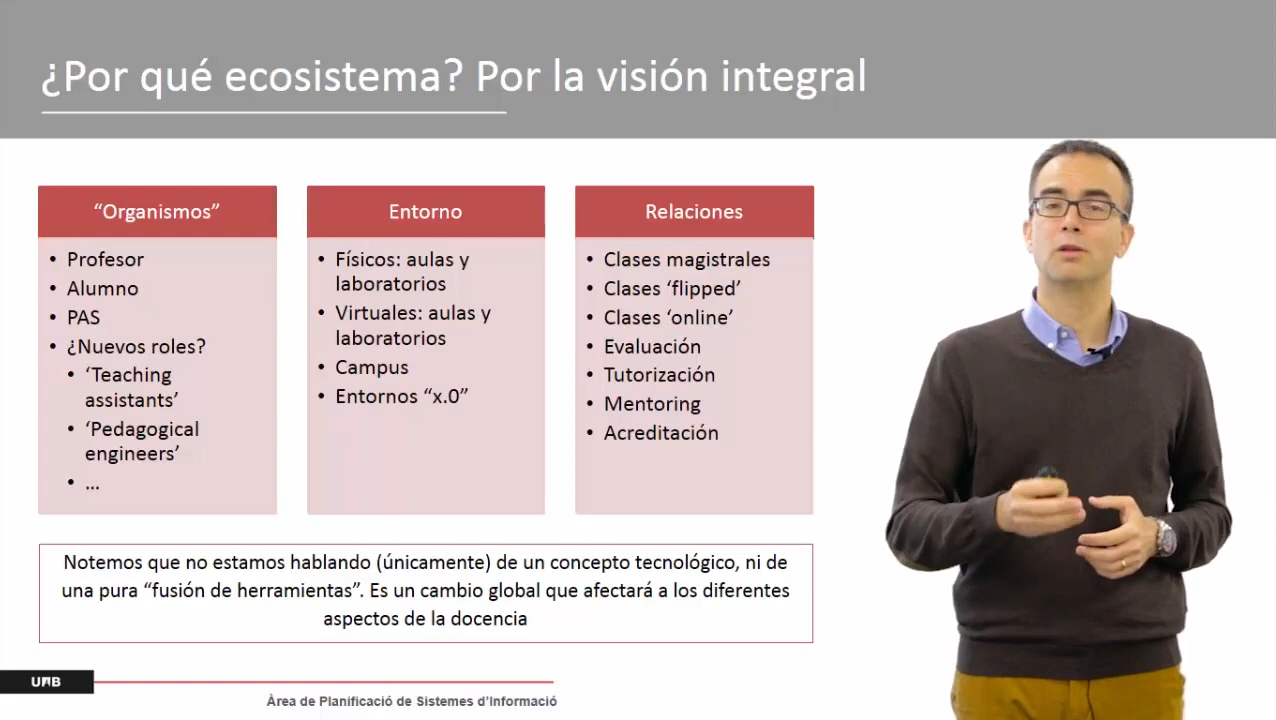 ¿Por qué ecosistema? Por la visión integral
“Organismos”
• Profesor
• Alumno
• PAS
• ¿Nuevos roles?
• ‘Teaching
assistants’
• ‘Pedagogical
engineers’
• ...
Entorno
• Físicos: aulas y
laboratorios
• Virtuales: aulas y
laboratorios
• Campus
• Entornos “x.0”
Relaciones
• Clases magistrales
• Clases ‘flipped’
• Clases ‘online’
• Evaluación
• Tutorización
• Mentoring
• Acreditación
Notemos que no estamos hablando (únicamente) de un concepto tecnológico, ni de
una pura “fusión de herramientas”. Es un cambio global que afectará a los diferentes
aspectos de la docencia
UAB
Àrea de Planificació de Sistemes d’Informació